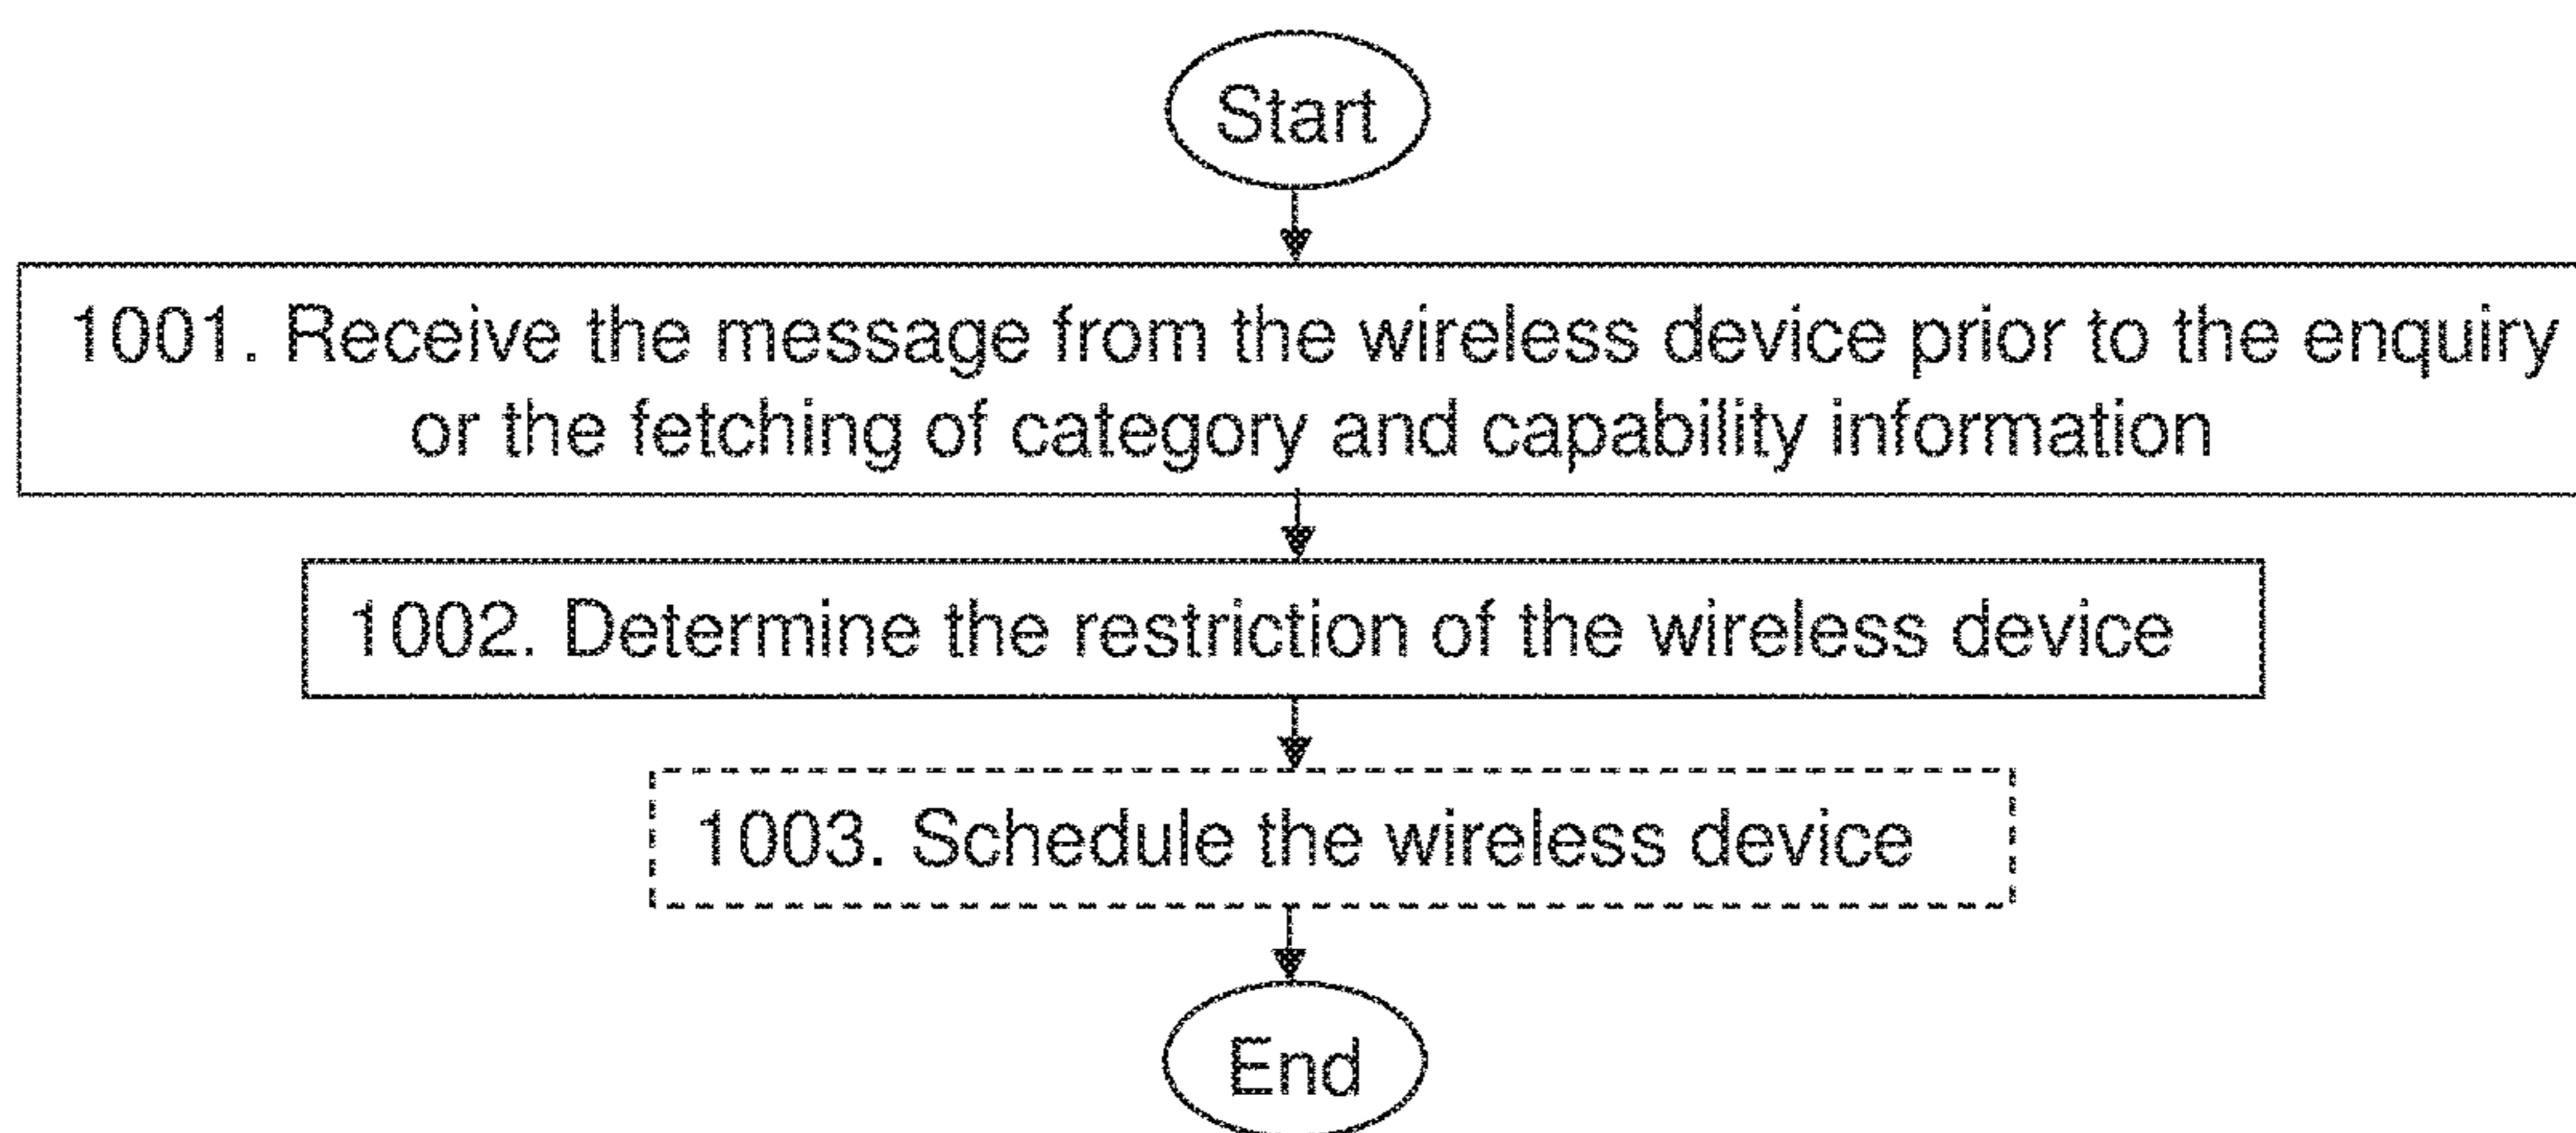 Start
1001. Receive the message from the wireless device prior to the enquiry
or the fetching of category and capability information
1002. Determine the restriction of the wireless device
1003. Schedule the wireless device
End